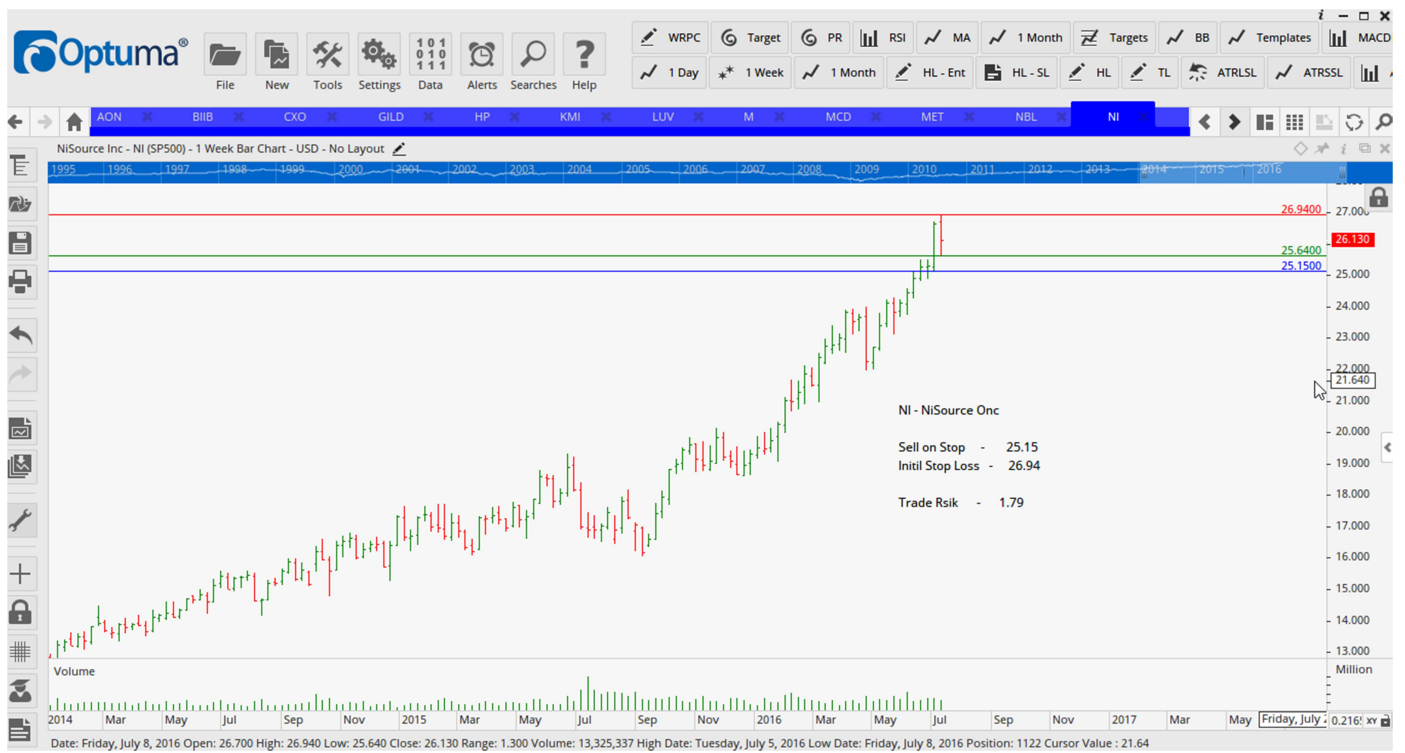 i
Optuma®
File
New
Tools
Settings
101
010
111
Data
Alerts
Searches
?
Help
WRPC
Target
PR
RSI
MA
1 Month
Targets
BB
Templates
MACD
1 Day
1 Week
1 Month
HL - Ent
HL - SL
HL
TL
ATRLSL
ATRSSL
AON
BIIB
CXO
GILD
HP
KMI
LUV
M
MCD
MET
NBL
NI
NiSource Inc - NI (SP500) - 1 Week Bar Chart - USD - No Layout
i
1995 1996 1997 1998 1999 2000 2001 2002 2003 2004 2005 2006 2007 2008 2009 2010 2011 2012 2013 2014 2015 2016
26.9400
27.000
26.130
25.6400
25.1500
25.000
24.000
23.000
22.000
21.640
21.000
20.000
19.000
18.000
17.000
16.000
15.000
14.000
13.000
NI - NiSource Onc
Sell on Stop - 25.15
Initil Stop Loss - 26.94
Trade Rsik - 1.79
Volume
Million
2014 Mar May Jul Sep Nov 2015 Mar May Jul Sep Nov 2016 Mar May Jul Sep Nov 2017 Mar May Friday, July
XY
Date: Friday, July 8, 2016 Open: 26.700 High: 26.940 Low: 25.640 Close: 26.130 Range: 1.300 Volume: 13,325,337 High Date: Tuesday, July 5, 2016 Low Date: Friday, July 8, 2016 Position: 1122 Cursor Value : 21.64